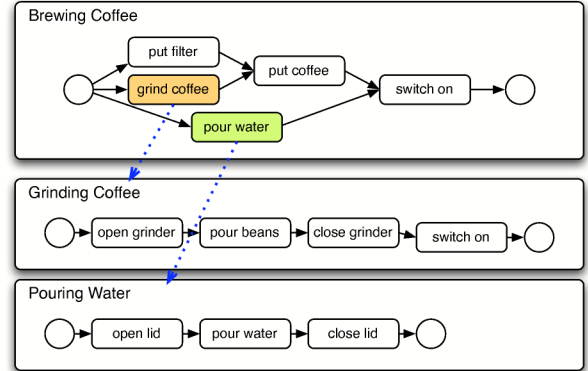 Brewing Coffee
put filter
put coffee
grind coffee
switch on
pour water
Grinding Coffee
open grinder
pour beans
close grinder
switch on
Pouring Water
open lid
pour water
close lid